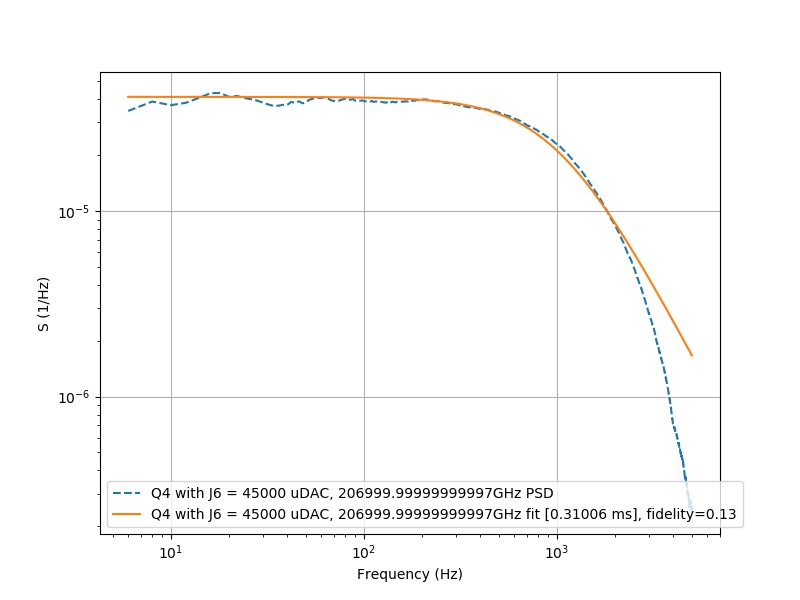 S (1/Hz)
10⁻⁵
10⁻⁶
Q4 with J6 = 45000 uDAC, 206999.99999999997GHz PSD
Q4 with J6 = 45000 uDAC, 206999.99999999997GHz fit [0.31006 ms], fidelity=0.13
10¹ 10² 10³
Frequency (Hz)